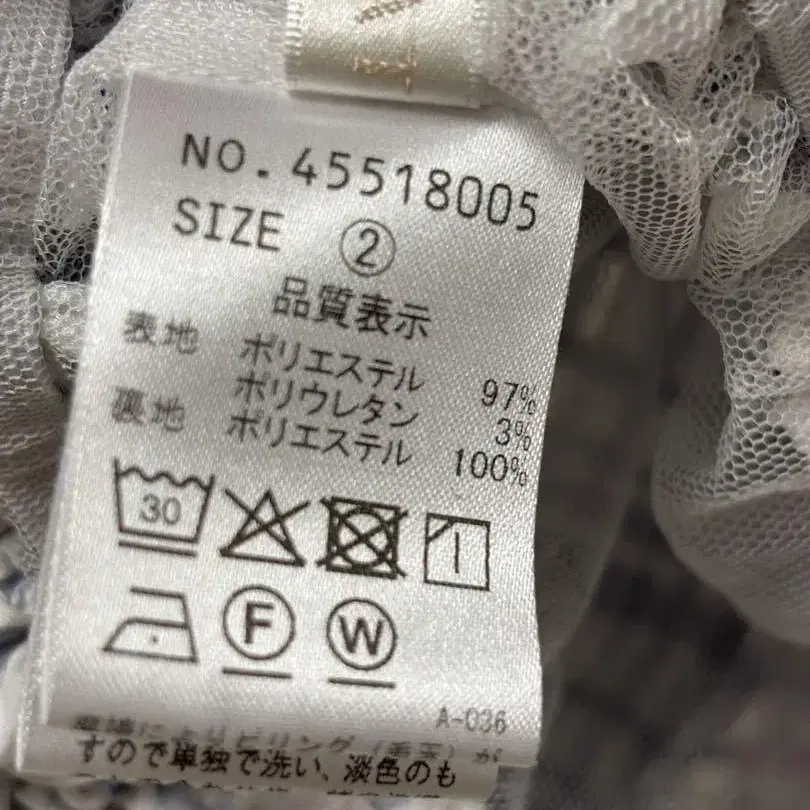 NO.45518005
SIZE ②
品質表示
表地 ポリエステル 97%
ポリウレタン 3%
裏地 ポリエステル 100%
30
F W
A-036
すので単独で洗い、淡色のも